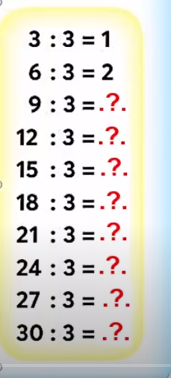 3 : 3 = 1
6 : 3 = 2
9 : 3 = .?.
12 : 3 = .?.
15 : 3 = .?.
18 : 3 = .?.
21 : 3 = .?.
24 : 3 = .?.
27 : 3 = .?.
30 : 3 = .?.